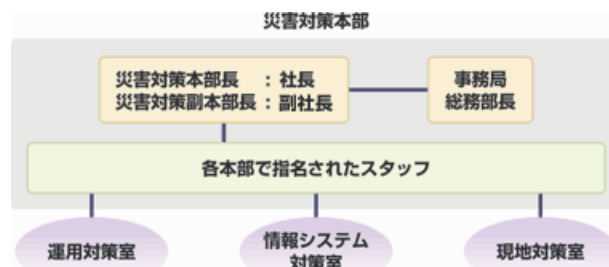 災害対策本部
災害対策本部長 : 社長
災害対策副本部長 : 副社長
事務局
総務部長
各本部で指名されたスタッフ
運用対策室
情報システム
対策室
現地対策室